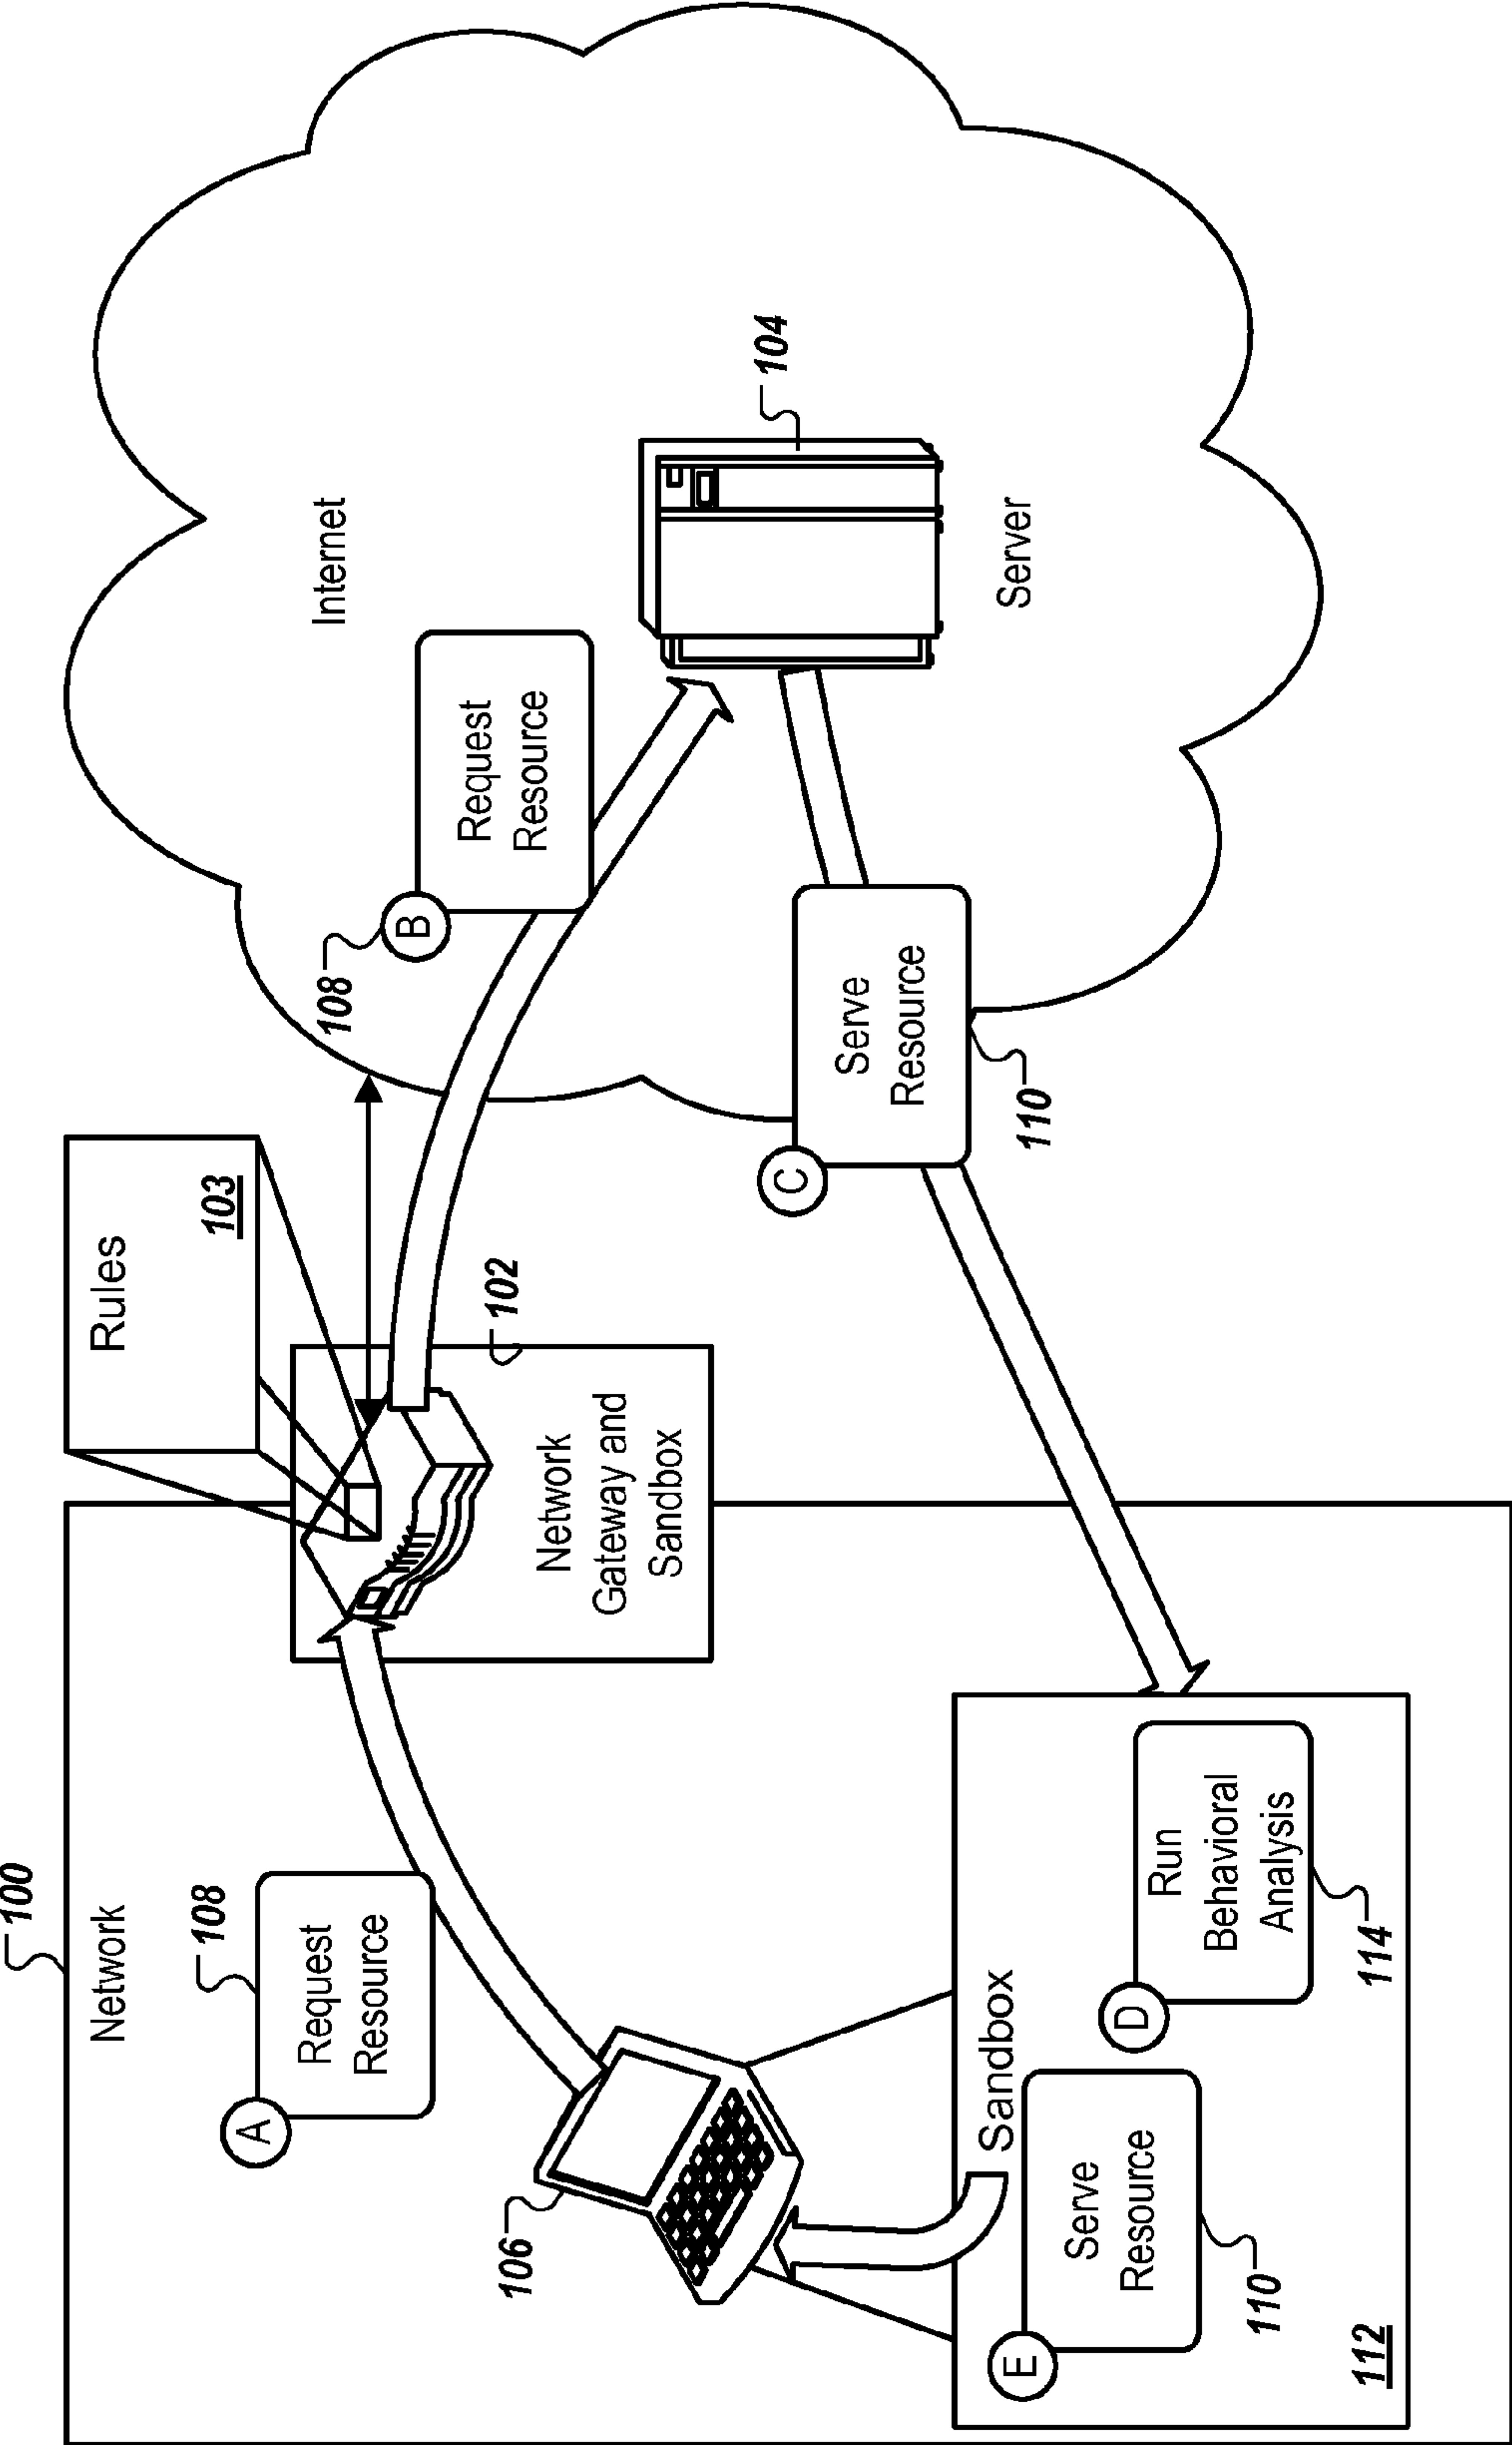 100
Network
A
108
Request
Resource
106
Rules
103
102
Network
Gateway and
Sandbox
Internet
108
B
Request
Resource
104
Server
C
Serve
Resource
110
Sandbox
D
Run
Behavioral
Analysis
114
E
Serve
Resource
110
112